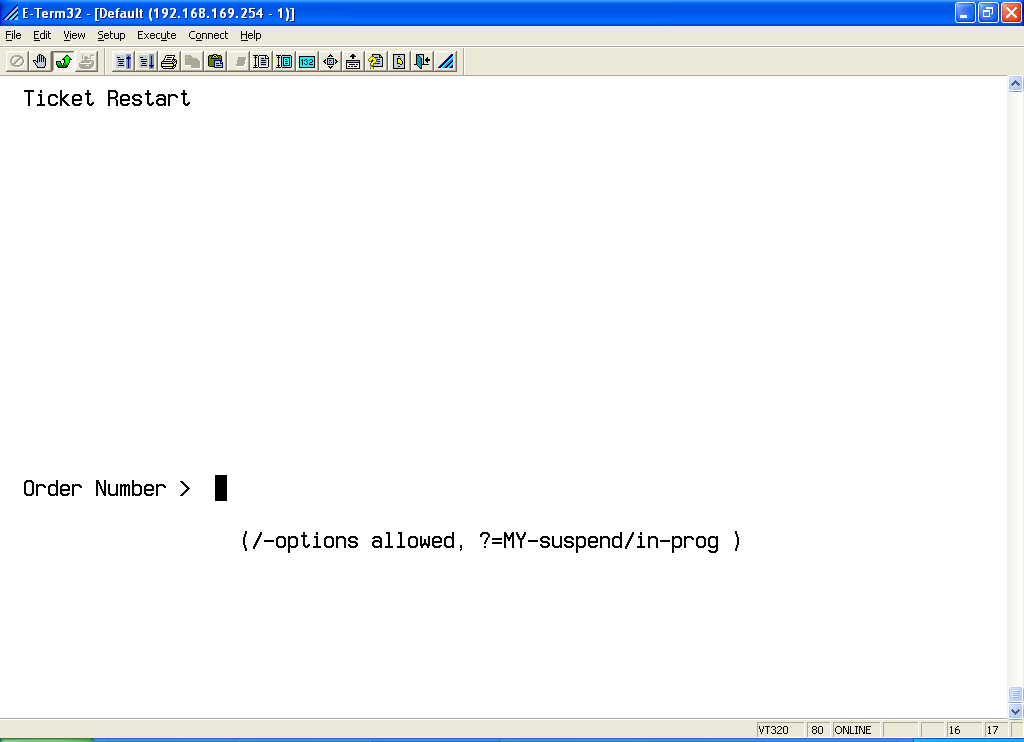 E-Term32 - [Default (192.168.169.254 - 1)]
File Edit View Setup Execute Connect Help
132
Ticket Restart
Order Number >
(/-options allowed, ?=MY-suspend/in-prog )
VT320 80 ONLINE 16 17